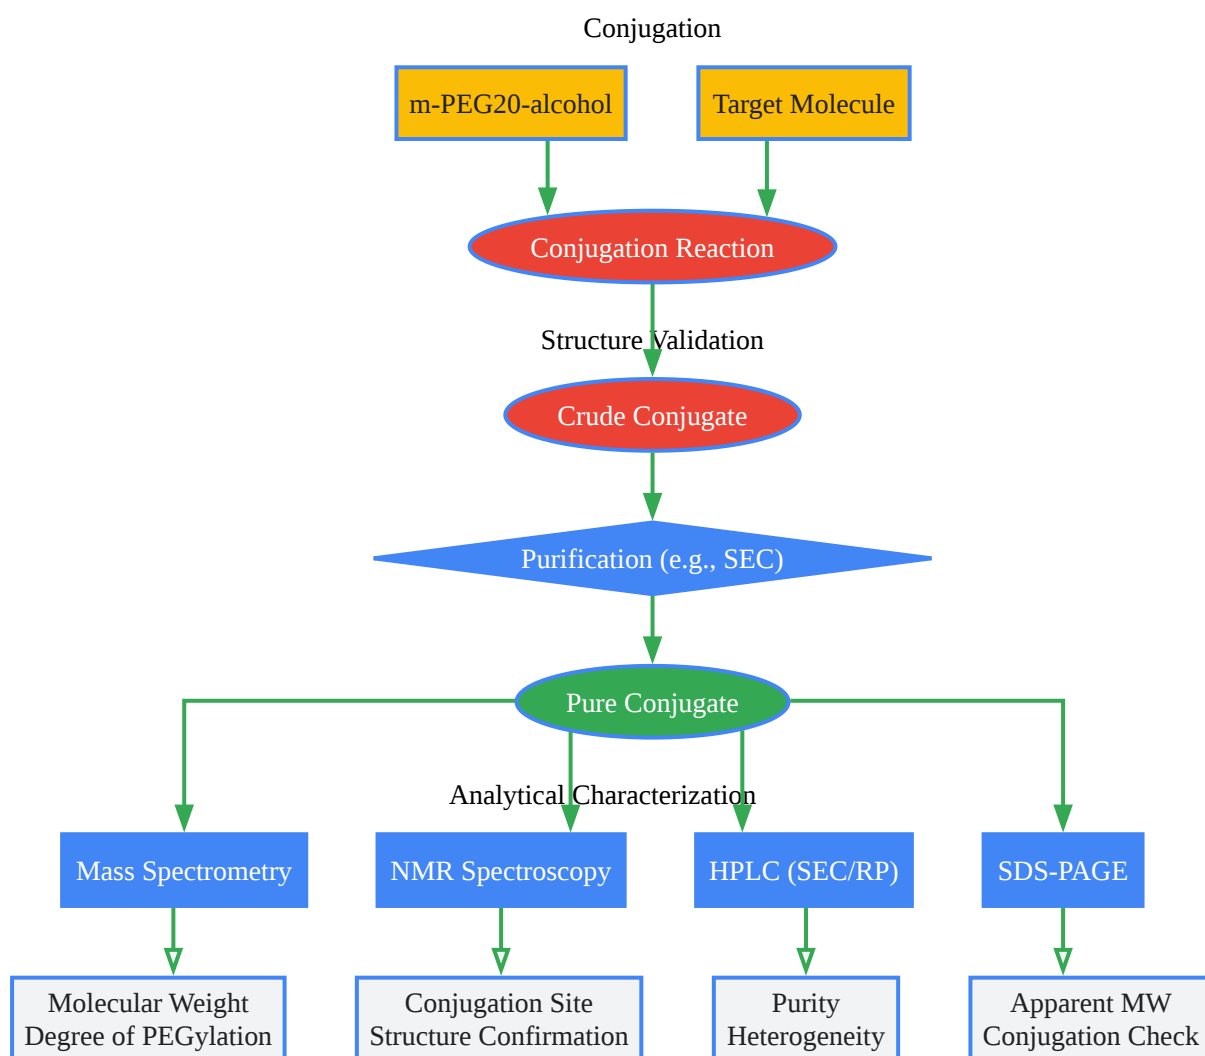 Conjugation
m-PEG20-alcohol
Target Molecule
Conjugation Reaction
Structure Validation
Crude Conjugate
Purification (e.g., SEC)
Pure Conjugate
Analytical Characterization
Mass Spectrometry
NMR Spectroscopy
HPLC (SEC/RP)
SDS-PAGE
Molecular Weight
Degree of PEGylation
Conjugation Site
Structure Confirmation
Purity
Heterogeneity
Apparent MW
Conjugation Check